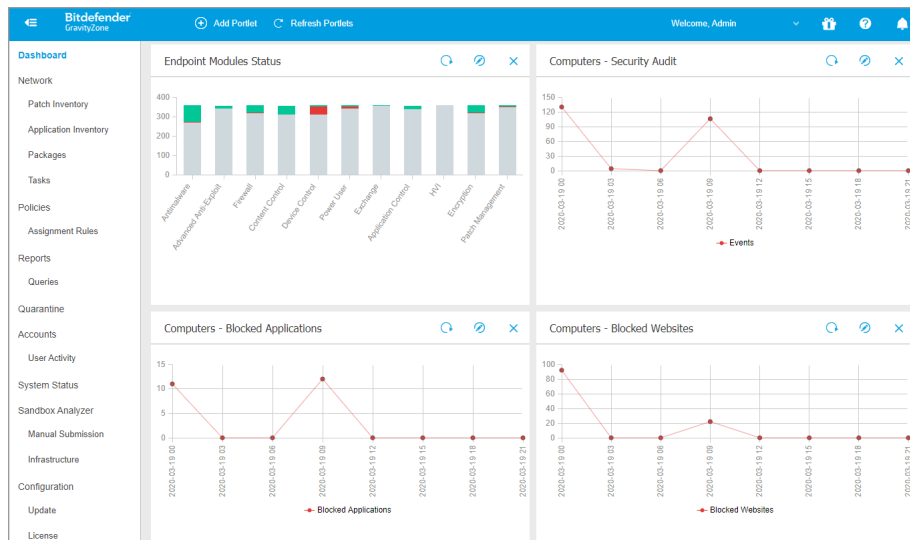 Bitdefender
GravityZone
Add Portlet
Refresh Portlets
Welcome, Admin
Dashboard
Network
Patch Inventory
Application Inventory
Packages
Tasks
Policies
Assignment Rules
Reports
Queries
Quarantine
Accounts
User Activity
System Status
Sandbox Analyzer
Manual Submission
Infrastructure
Configuration
Update
License
Endpoint Modules Status
400
300
200
100
0
Antimalware
Advanced Anti-Exploit
Firewall
Content Control
Device Control
Power User
Exchange
Application Control
HVI
Encryption
Patch Management
Computers - Security Audit
150
120
90
60
30
0
2020-03-19 00
2020-03-19 03
2020-03-19 06
2020-03-19 09
2020-03-19 12
2020-03-19 15
2020-03-19 18
2020-03-19 21
Events
Computers - Blocked Applications
15
10
5
0
2020-03-19 00
2020-03-19 03
2020-03-19 06
2020-03-19 09
2020-03-19 12
2020-03-19 15
2020-03-19 18
2020-03-19 21
Blocked Applications
Computers - Blocked Websites
100
80
60
40
20
0
2020-03-19 00
2020-03-19 03
2020-03-19 06
2020-03-19 09
2020-03-19 12
2020-03-19 15
2020-03-19 18
2020-03-19 21
Blocked Websites